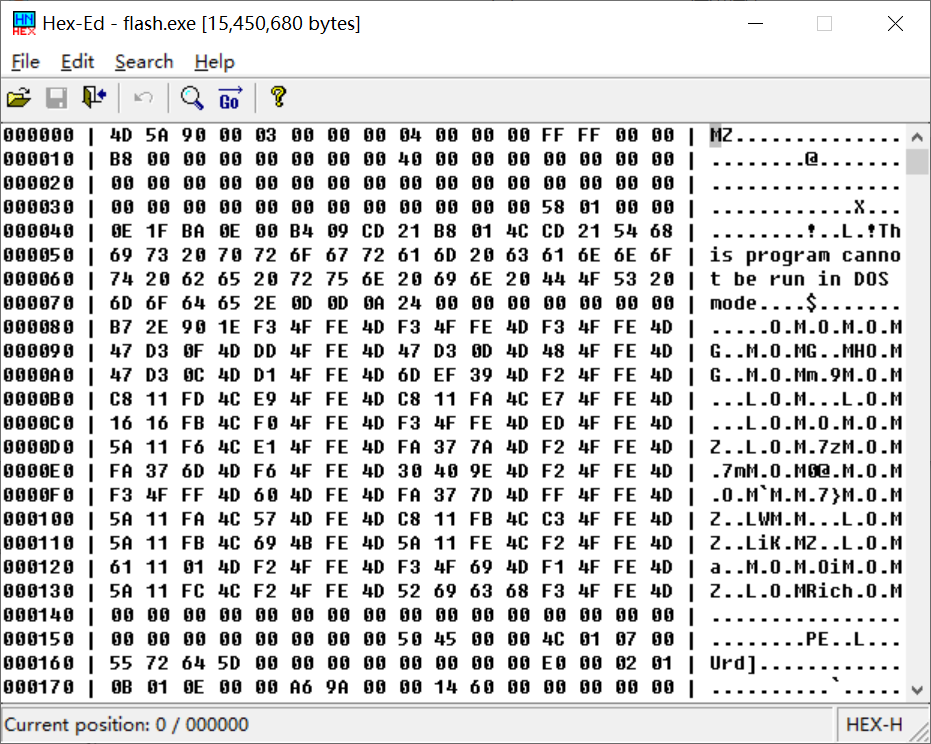 HN
HEX
Hex-Ed - flash.exe [15,450,680 bytes]
File Edit Search Help
Go
000000 | 4D 5A 90 00 03 00 00 00 04 00 00 00 FF FF 00 00 | MZ..............
000010 | B8 00 00 00 00 00 00 00 40 00 00 00 00 00 00 00 | ........@.......
000020 | 00 00 00 00 00 00 00 00 00 00 00 00 00 00 00 00 | ................
000030 | 00 00 00 00 00 00 00 00 00 00 00 00 58 01 00 00 | ............X...
000040 | 0E 1F BA 0E 00 B4 09 CD 21 B8 01 4C CD 21 54 68 | ........!..L.!Th
000050 | 69 73 20 70 72 6F 67 72 61 6D 20 63 61 6E 6E 6F | is program canno
000060 | 74 20 62 65 20 72 75 6E 20 69 6E 20 44 4F 53 20 | t be run in DOS
000070 | 6D 6F 64 65 2E 0D 0D 0A 24 00 00 00 00 00 00 00 | mode....$.......
000080 | B7 2E 90 1E F3 4F FE 4D F3 4F FE 4D F3 4F FE 4D | .....O.M.O.M.O.M
000090 | 47 D3 0F 4D DD 4F FE 4D 47 D3 0D 4D 48 4F FE 4D | G..M.O.MG..MHO.M
0000A0 | 47 D3 0C 4D D1 4F FE 4D 6D EF 39 4D F2 4F FE 4D | G..M.O.Mm.9M.O.M
0000B0 | C8 11 FD 4C E9 4F FE 4D C8 11 FA 4C E7 4F FE 4D | ...L.O.M...L.O.M
0000C0 | 16 16 FB 4C F0 4F FE 4D F3 4F FE 4D ED 4F FE 4D | ...L.O.M.O.M.O.M
0000D0 | 5A 11 F6 4C E1 4F FE 4D FA 37 7A 4D F2 4F FE 4D | Z..L.O.M.7zM.O.M
0000E0 | FA 37 6D 4D F6 4F FE 4D 30 40 9E 4D F2 4F FE 4D | .7mM.O.M0@.M.O.M
0000F0 | F3 4F FF 4D 60 4D FE 4D FA 37 7D 4D FF 4F FE 4D | .O.M`M.M.7}M.O.M
000100 | 5A 11 FA 4C 57 4D FE 4D C8 11 FB 4C C3 4F FE 4D | Z..LWM.M...L.O.M
000110 | 5A 11 FB 4C 69 4B FE 4D 5A 11 FE 4C F2 4F FE 4D | Z..LiK.MZ..L.O.M
000120 | 61 11 01 4D F2 4F FE 4D F3 4F 69 4D F1 4F FE 4D | a..M.O.M.OiM.O.M
000130 | 5A 11 FC 4C F2 4F FE 4D 52 69 63 68 F3 4F FE 4D | Z..L.O.MRich.O.M
000140 | 00 00 00 00 00 00 00 00 00 00 00 00 00 00 00 00 | ................
000150 | 00 00 00 00 00 00 00 00 50 45 00 00 4C 01 07 00 | ........PE..L...
000160 | 55 72 64 5D 00 00 00 00 00 00 00 00 E0 00 02 01 | Urd]............
000170 | 0B 01 0E 00 00 A6 9A 00 00 14 60 00 00 00 00 00 | ..........`.....
Current position: 0 / 000000 HEX-H